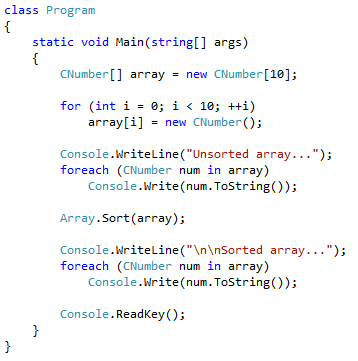 class Program
{
    static void Main(string[] args)
    {
        CNumber[] array = new CNumber[10];

        for (int i = 0; i < 10; ++i)
            array[i] = new CNumber();

        Console.WriteLine("Unsorted array...");
        foreach (CNumber num in array)
            Console.Write(num.ToString());

        Array.Sort(array);

        Console.WriteLine("\n\nSorted array...");
        foreach (CNumber num in array)
            Console.Write(num.ToString());

        Console.ReadKey();
    }
}